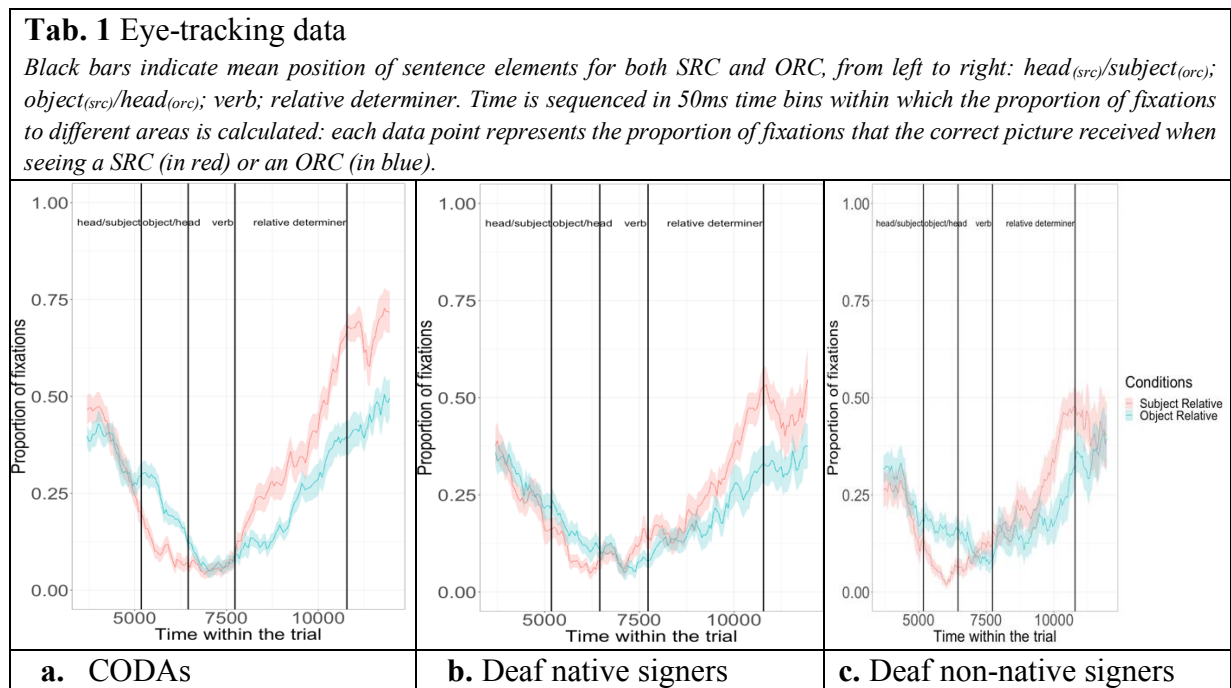 Tab. 1 Eye-tracking data
Black bars indicate mean position of sentence elements for both SRC and ORC, from left to right: head(src)/subject(orc);
object(src)/head(orc); verb; relative determiner. Time is sequenced in 50ms time bins within which the proportion of fixations
to different areas is calculated: each data point represents the proportion of fixations that the correct picture received when
seeing a SRC (in red) or an ORC (in blue).
1.00
head/subject object/head verb relative determiner
0.75
Proportion of fixations
0.50
0.25
0.00
5000 7500 10000
Time within the trial
1.00
head/subject object/head verb relative determiner
0.75
Proportion of fixations
0.50
0.25
0.00
5000 7500 10000
Time within the trial
1.00
head/subject object/head verb relative determiner
0.75
Proportion of fixations
0.50
0.25
0.00
5000 7500 10000
Time within the trial
Conditions
Subject Relative
Object Relative
a. CODAs
b. Deaf native signers
c. Deaf non-native signers